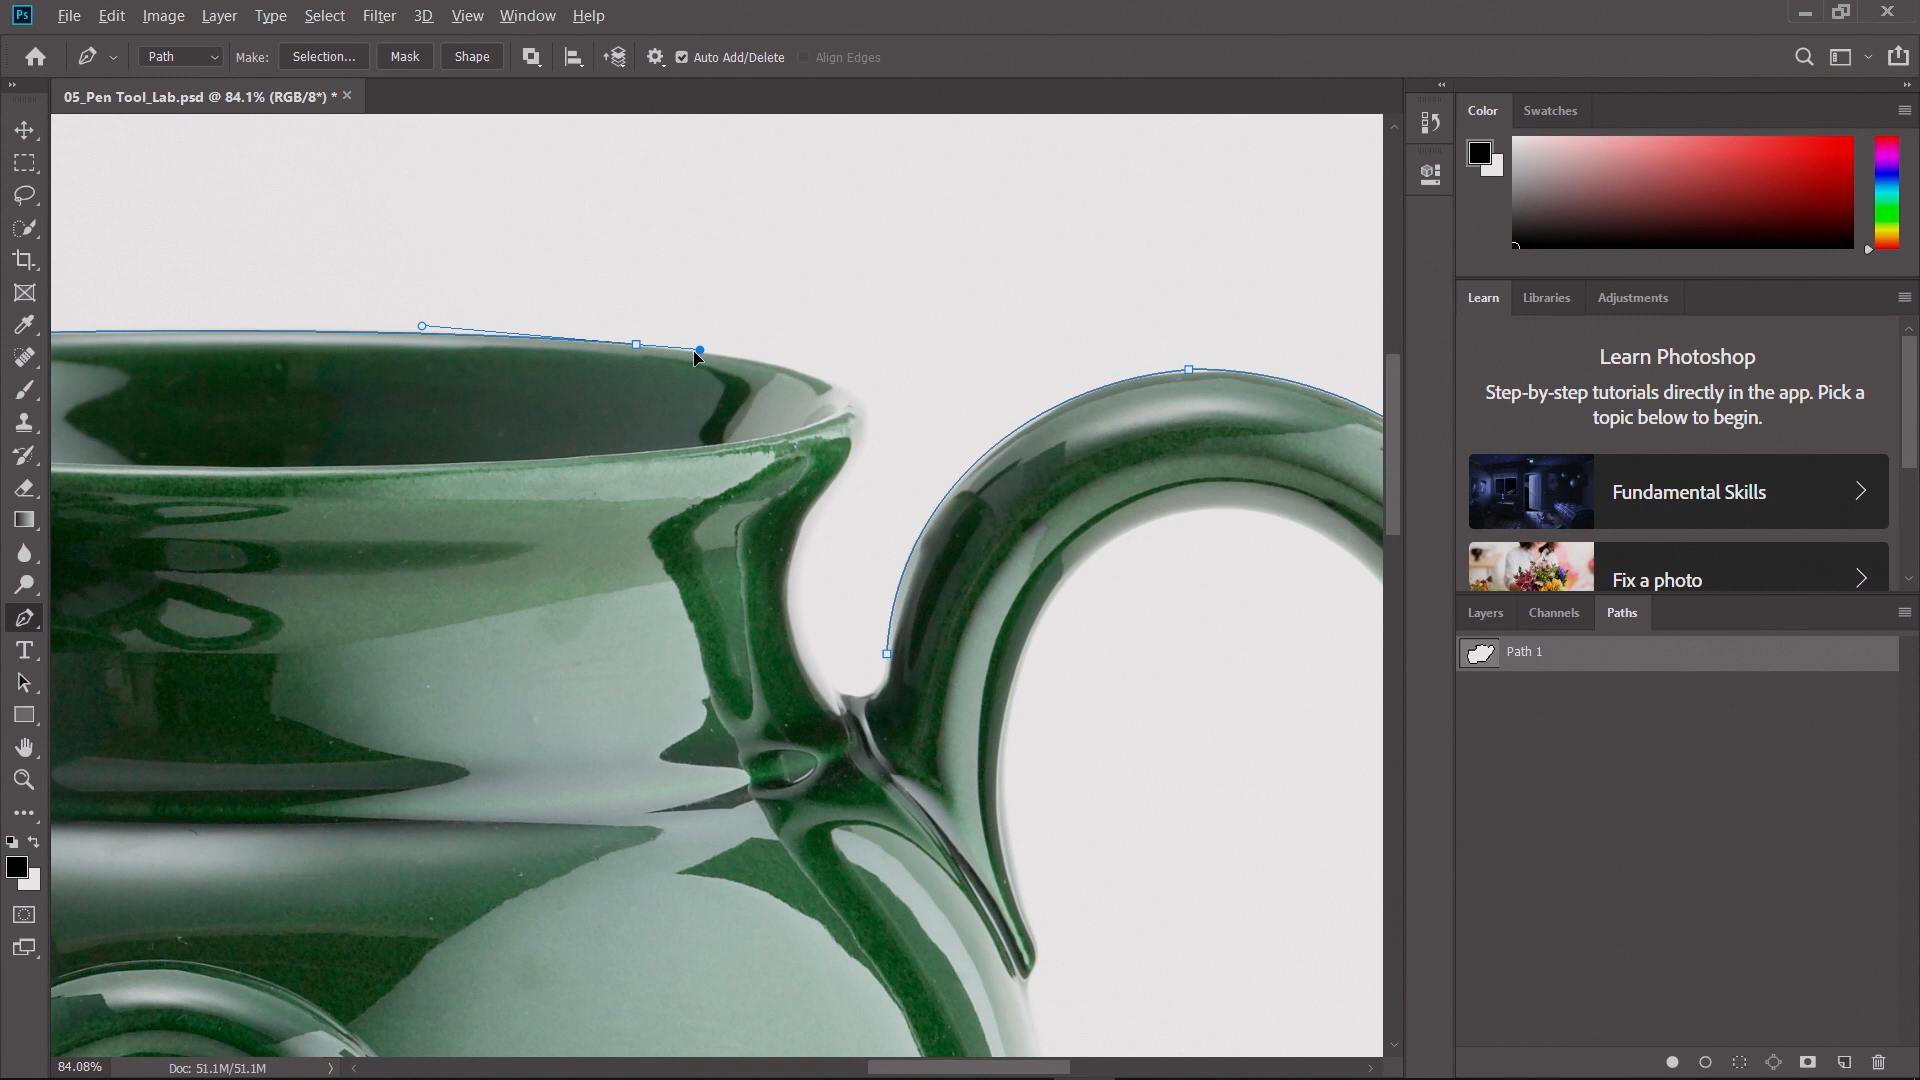 Ps File Edit Image Layer Type Select Filter 3D View Window Help
Path Make: Selection... Mask Shape Auto Add/Delete Align Edges
05_Pen Tool_Lab.psd @ 84.1% (RGB/8*) *
Color Swatches
Learn Libraries Adjustments
Learn Photoshop
Step-by-step tutorials directly in the app. Pick a
topic below to begin.
Fundamental Skills
Fix a photo
Layers Channels Paths
Path 1
84.08% Doc: 51.1M/51.1M